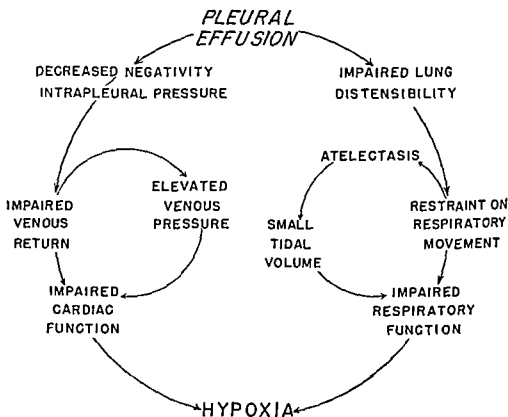 PLEURAL
EFFUSION
DECREASED NEGATIVITY
INTRAPLEURAL PRESSURE
IMPAIRED LUNG
DISTENSIBILITY
ATELECTASIS
IMPAIRED
VENOUS
RETURN
ELEVATED
VENOUS
PRESSURE
SMALL
TIDAL
VOLUME
RESTRAINT ON
RESPIRATORY
MOVEMENT
IMPAIRED
CARDIAC
FUNCTION
IMPAIRED
RESPIRATORY
FUNCTION
HYPOXIA